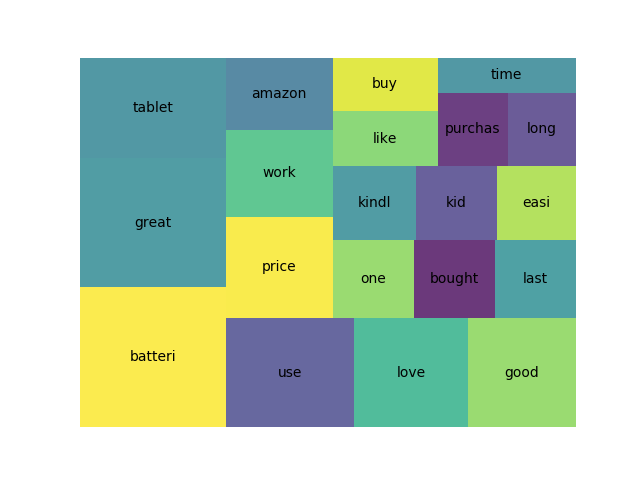 tablet
great
batteri
amazon
work
price
use
love
good
buy
like
time
purchas
long
kindl
kid
easi
one
bought
last